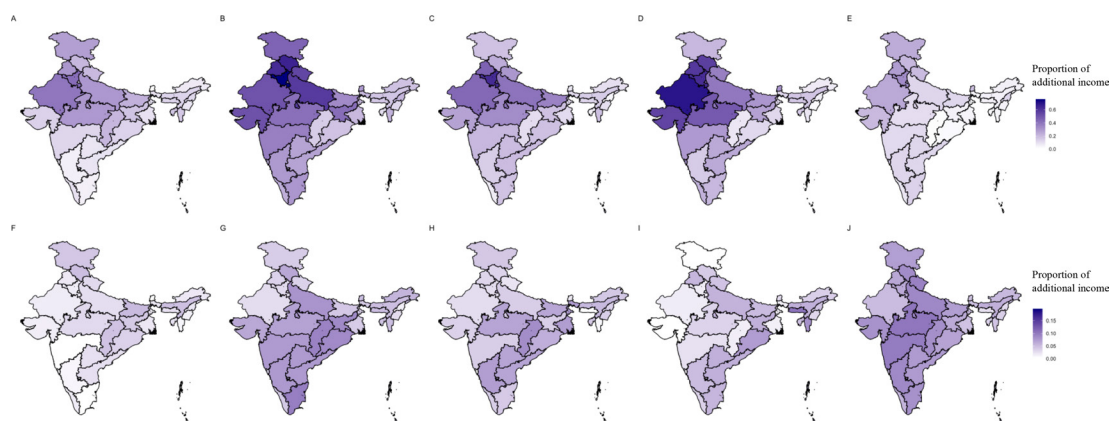 A
B
C
D
E
Proportion of
additional income
0.6
0.4
0.2
0.0
F
G
H
I
J
Proportion of
additional income
0.15
0.10
0.05
0.00